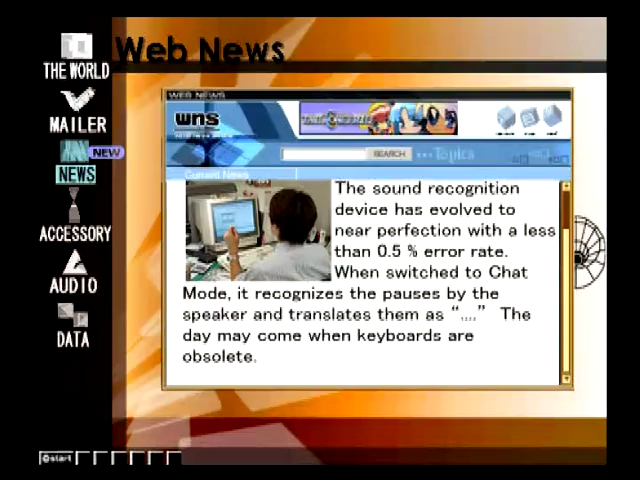 Web News
THE WORLD
MAILER
NEW
NEWS
ACCESSORY
AUDIO
DATA
WEB NEWS
wns
SEARCH
Topics
Current News
The sound recognition
device has evolved to
near perfection with a less
than 0.5 % error rate.
When switched to Chat
Mode, it recognizes the pauses by the
speaker and translates them as “....” The
day may come when keyboards are
obsolete.
start